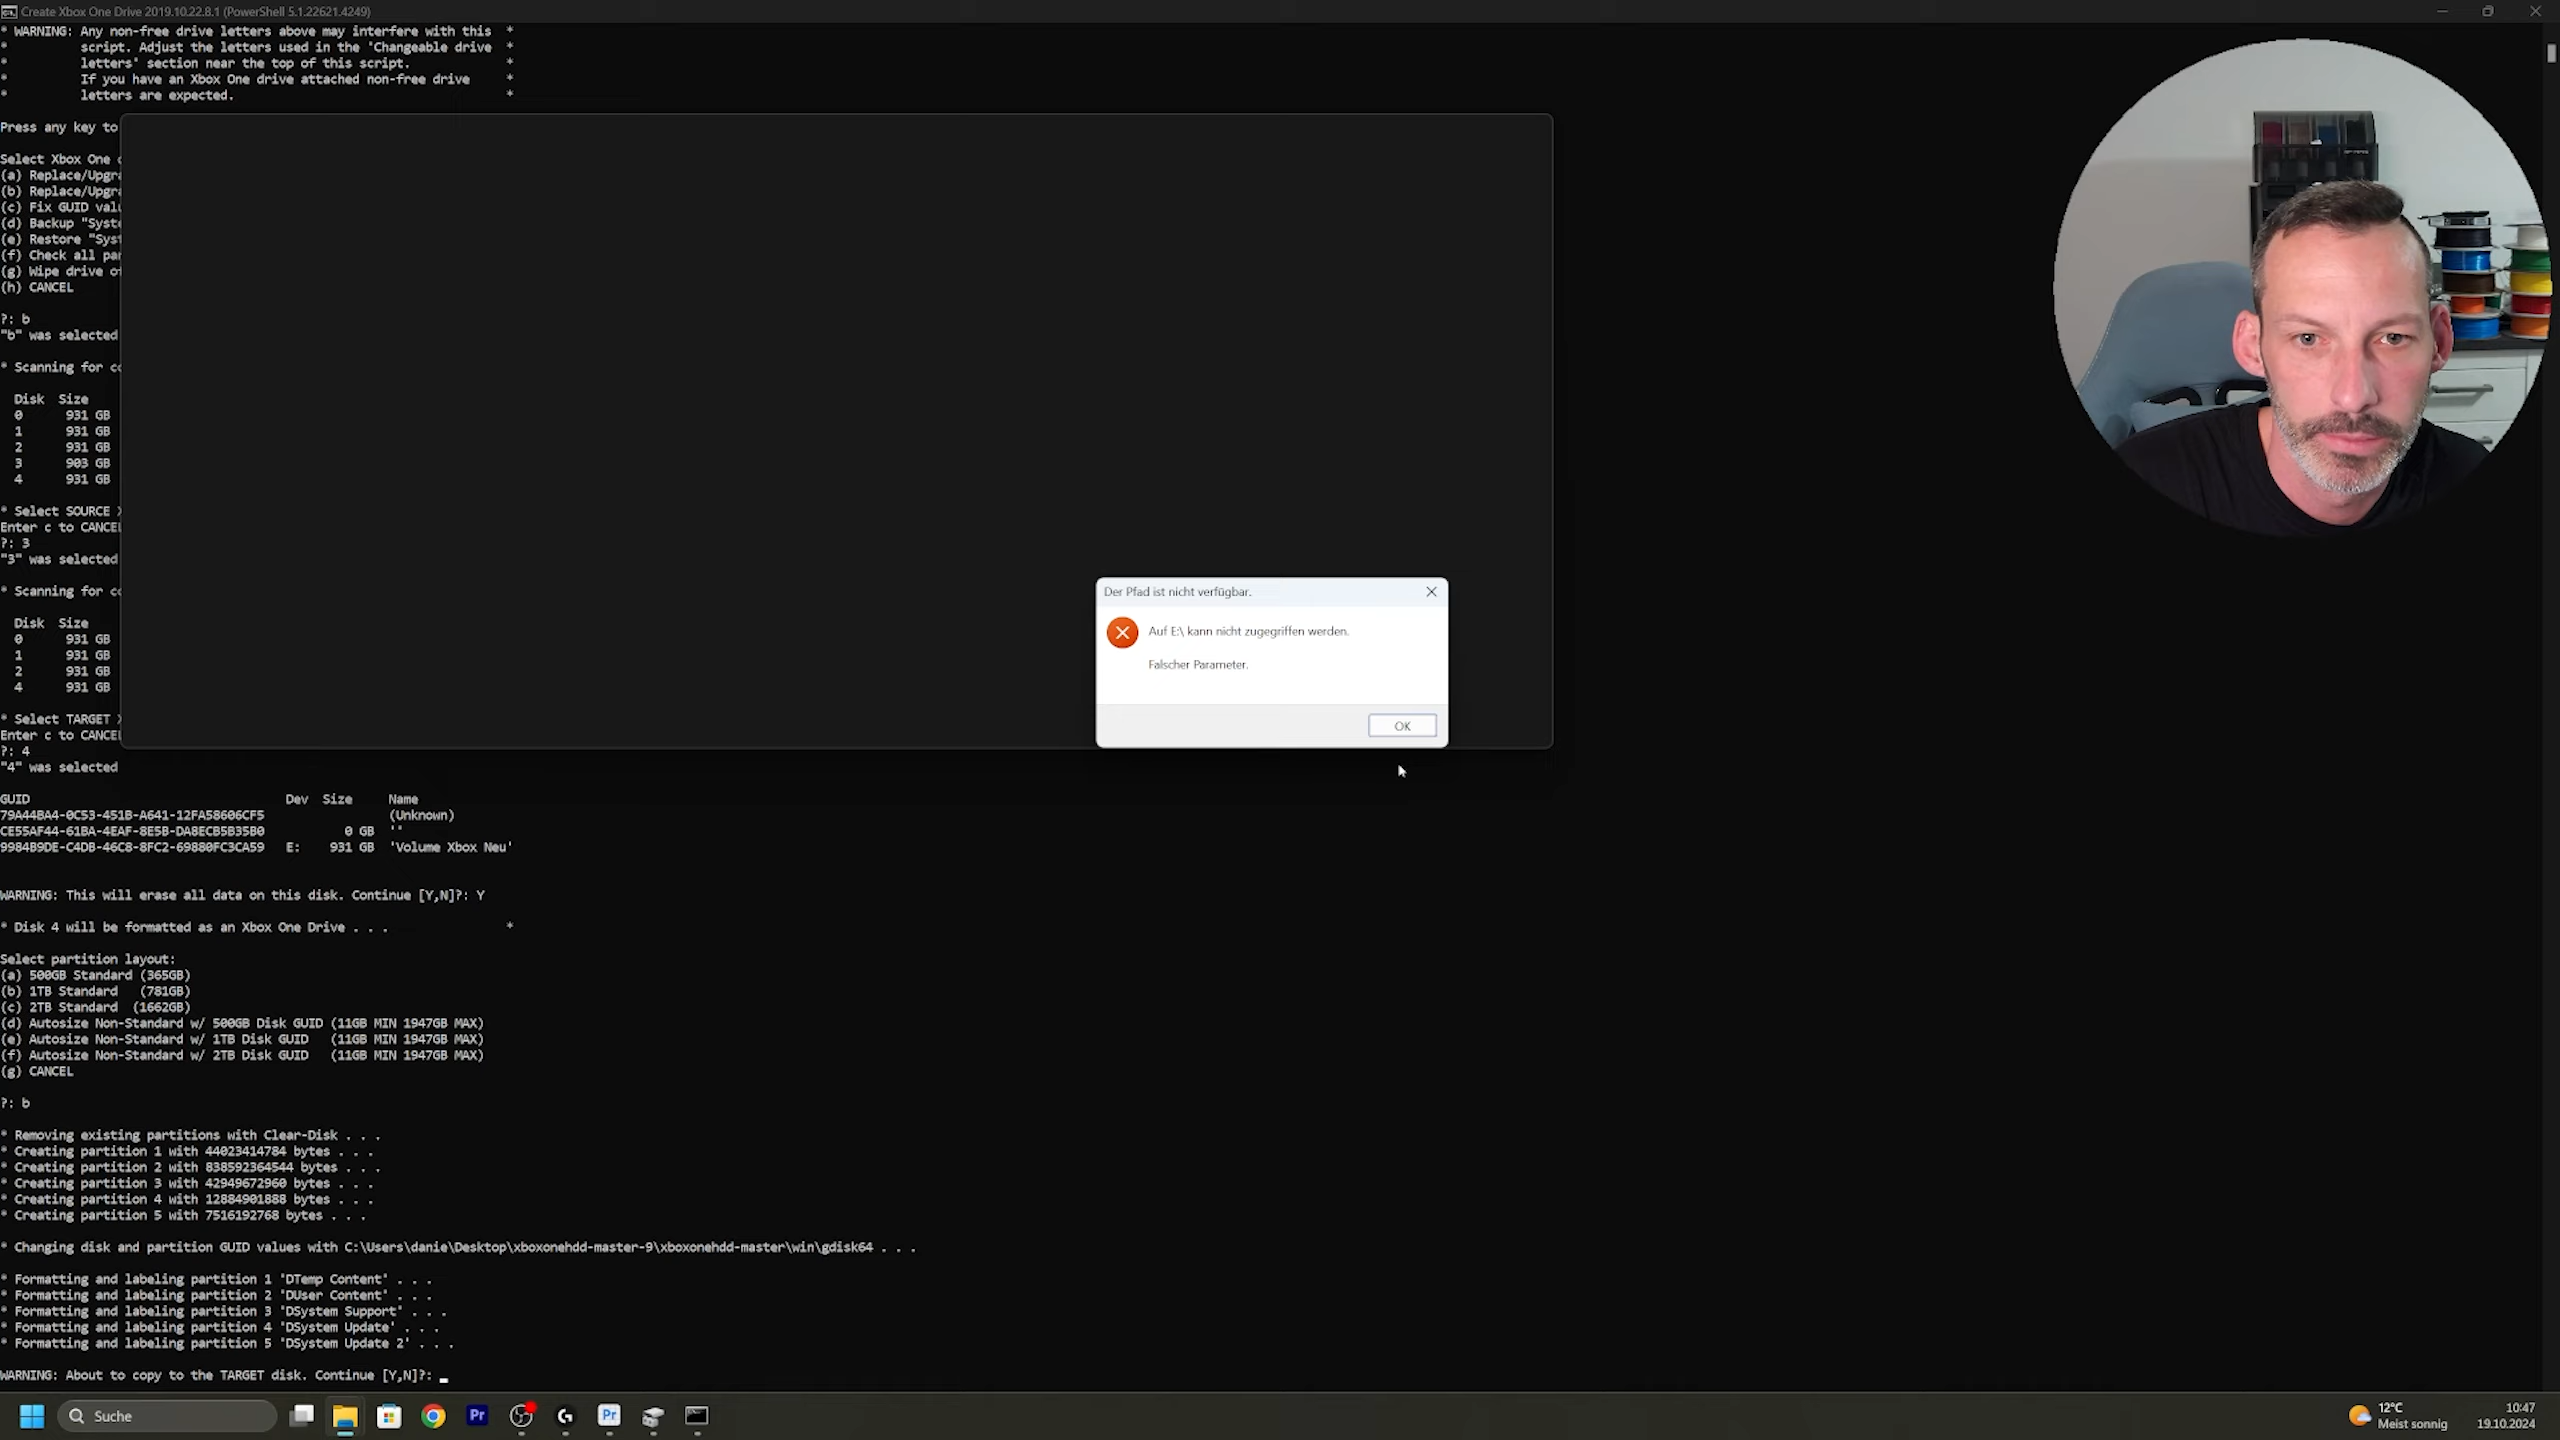 Create Xbox One Drive 2019.10.22.8.1 (PowerShell 5.1.22621.4249)
* WARNING: Any non-free drive letters above may interfere with this *
* script. Adjust the letters used in the 'Changeable drive *
* letters' section near the top of this script. *
* If you have an Xbox One drive attached non-free drive *
* letters are expected. *
Press any key to
Select Xbox One
(a) Replace/Upgra
(b) Replace/Upgra
(c) Fix GUID valu
(d) Backup "Syste
(e) Restore "Syst
(f) Check all par
(g) Wipe drive of
(h) CANCEL
?: b
"b" was selected
* Scanning for co
Disk Size
0 931 GB
1 931 GB
2 931 GB
3 903 GB
4 931 GB
* Select SOURCE X
Enter c to CANCEL
?: 3
"3" was selected
* Scanning for co
Disk Size
0 931 GB
1 931 GB
2 931 GB
4 931 GB
* Select TARGET X
Enter c to CANCEL
?: 4
"4" was selected
Der Pfad ist nicht verfügbar.
Auf E:\ kann nicht zugegriffen werden.
Falscher Parameter.
OK
GUID Dev Size Name
79A44BA4-0C53-451B-A641-12FA58606CF5 (Unknown)
CE55AF44-61BA-4EAF-8E5B-DA8ECB5B35B0 0 GB ''
9984B9DE-C4DB-46C8-8FC2-69880FC3CA59 E: 931 GB 'Volume Xbox Neu'
WARNING: This will erase all data on this disk. Continue [Y,N]?: Y
* Disk 4 will be formatted as an Xbox One Drive . . . *
Select partition layout:
(a) 500GB Standard (365GB)
(b) 1TB Standard (781GB)
(c) 2TB Standard (1662GB)
(d) Autosize Non-Standard w/ 500GB Disk GUID (11GB MIN 1947GB MAX)
(e) Autosize Non-Standard w/ 1TB Disk GUID (11GB MIN 1947GB MAX)
(f) Autosize Non-Standard w/ 2TB Disk GUID (11GB MIN 1947GB MAX)
(g) CANCEL
?: b
* Removing existing partitions with Clear-Disk . . .
* Creating partition 1 with 44023414784 bytes . . .
* Creating partition 2 with 838592364544 bytes . . .
* Creating partition 3 with 42949672960 bytes . . .
* Creating partition 4 with 12884901888 bytes . . .
* Creating partition 5 with 7516192768 bytes . . .
* Changing disk and partition GUID values with C:\Users\danie\Desktop\xboxonehdd-master-9\xboxonehdd-master\win\gdisk64 . . .
* Formatting and labeling partition 1 'DTemp Content' . . .
* Formatting and labeling partition 2 'DUser Content' . . .
* Formatting and labeling partition 3 'DSystem Support' . . .
* Formatting and labeling partition 4 'DSystem Update' . . .
* Formatting and labeling partition 5 'DSystem Update 2' . . .
WARNING: About to copy to the TARGET disk. Continue [Y,N]?:
Suche
Pr
Pr
12°C
Meist sonnig
10:47
19.10.2024